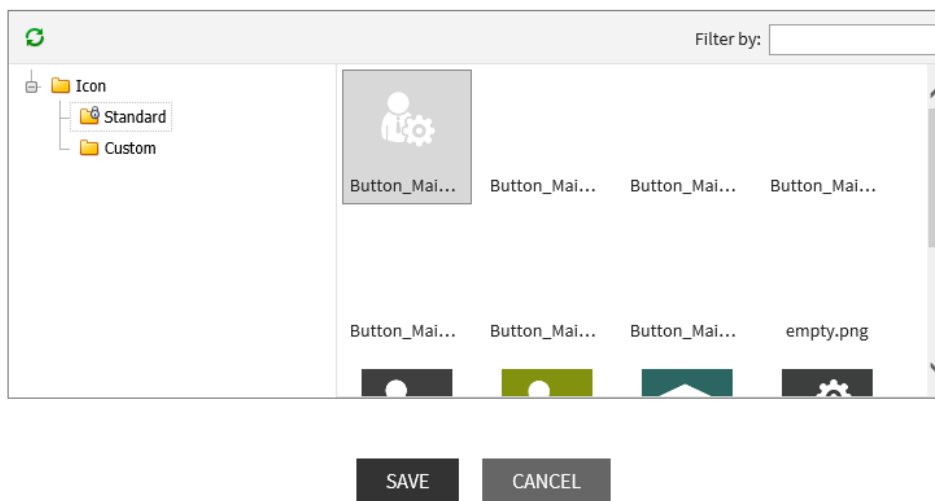 Filter by:
Icon
Standard
Custom
Button_Mai... Button_Mai... Button_Mai... Button_Mai...
Button_Mai... Button_Mai... Button_Mai... empty.png
SAVE CANCEL